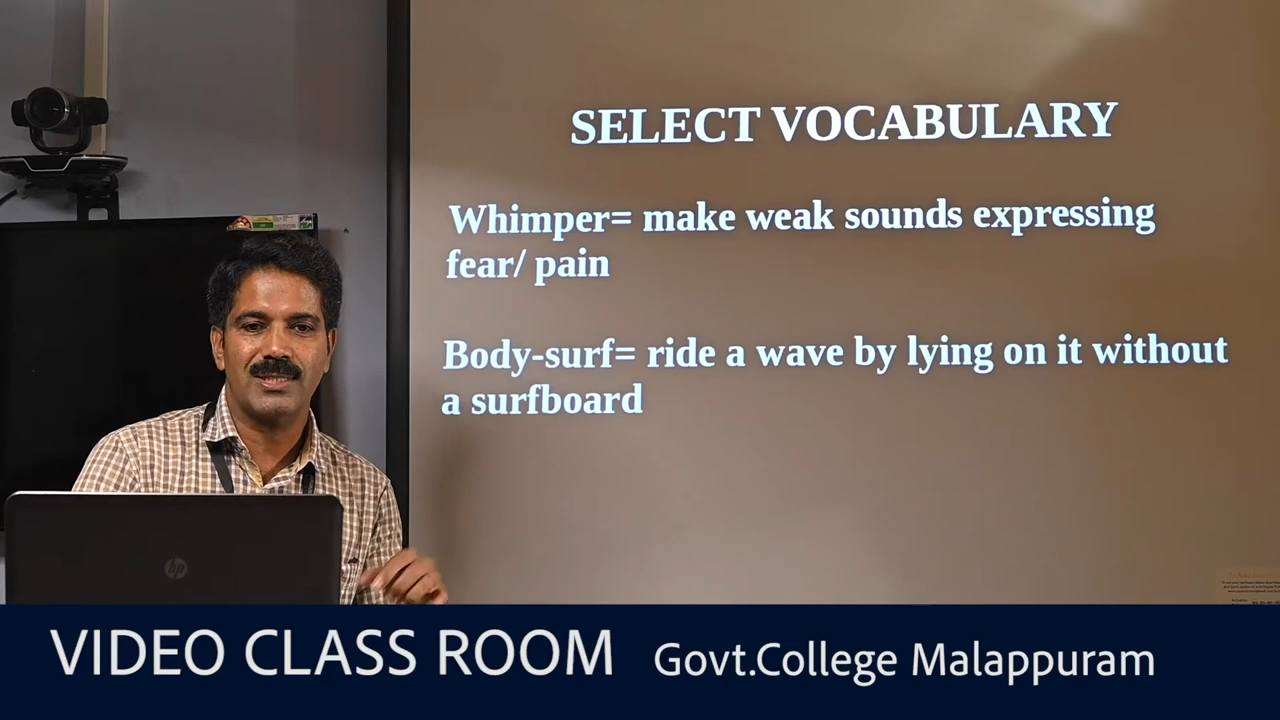 SELECT VOCABULARY
Whimper= make weak sounds expressing
fear/ pain
Body-surf= ride a wave by lying on it without
a surfboard
hp
VIDEO CLASS ROOM Govt.College Malappuram